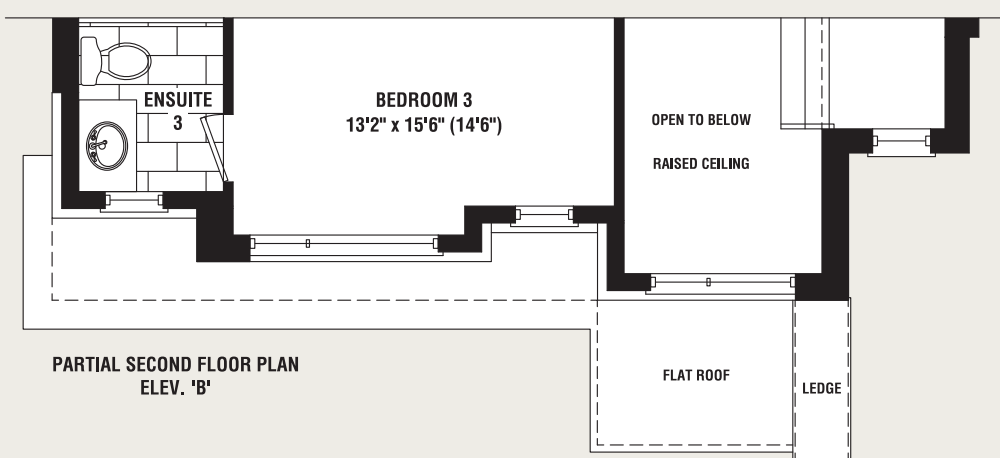 ENSUITE
3
BEDROOM 3
13'2" x 15'6" (14'6")
OPEN TO BELOW
RAISED CEILING
PARTIAL SECOND FLOOR PLAN
ELEV. 'B'
FLAT ROOF
LEDGE